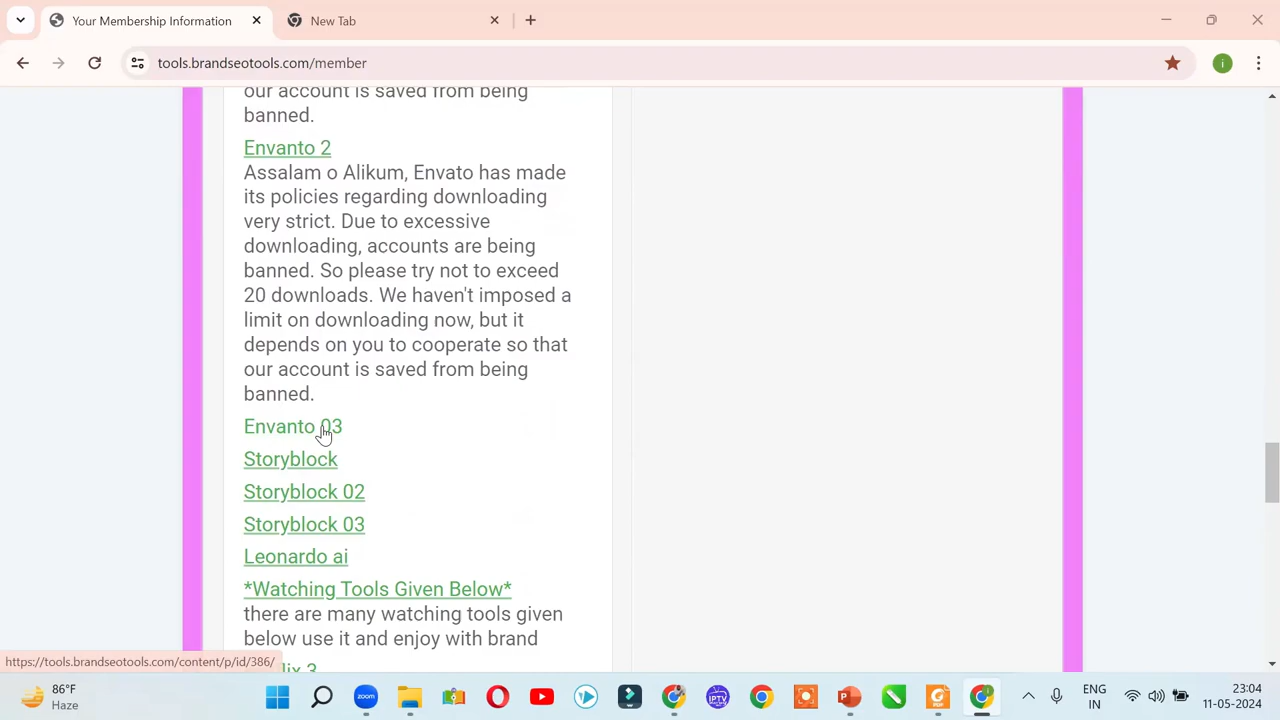 Your Membership Information
New Tab
tools.brandseotools.com/member
i
our account is saved from being
banned.
Envanto 2
Assalam o Alikum, Envato has made
its policies regarding downloading
very strict. Due to excessive
downloading, accounts are being
banned. So please try not to exceed
20 downloads. We haven't imposed a
limit on downloading now, but it
depends on you to cooperate so that
our account is saved from being
banned.
Envanto 03
Storyblock
Storyblock 02
Storyblock 03
Leonardo ai
*Watching Tools Given Below*
there are many watching tools given
below use it and enjoy with brand
https://tools.brandseotools.com/content/p/id/386/
86°F
Haze
zoom
IPTV
PDF
ENG
IN
23:04
11-05-2024